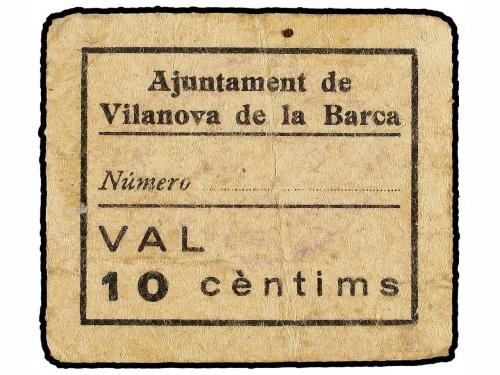 Ajuntament de
Vilanova de la Barca
Número
VAL
10 cèntims